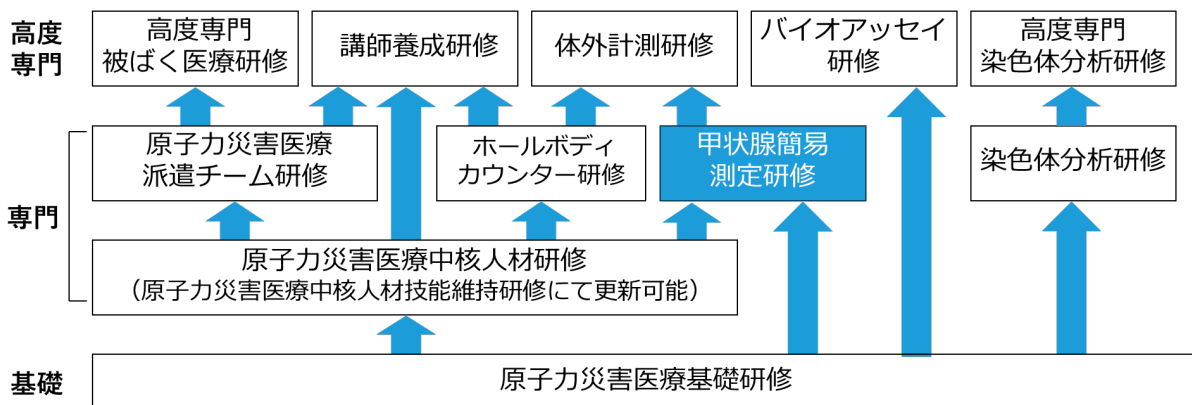 高度
専門
高度専門
被ばく医療研修
講師養成研修
体外計測研修
バイオアッセイ
研修
高度専門
染色体分析研修
専門
原子力災害医療
派遣チーム研修
ホールボディ
カウンター研修
甲状腺簡易
測定研修
染色体分析研修
原子力災害医療中核人材研修
（原子力災害医療中核人材技能維持研修にて更新可能）
基礎
原子力災害医療基礎研修